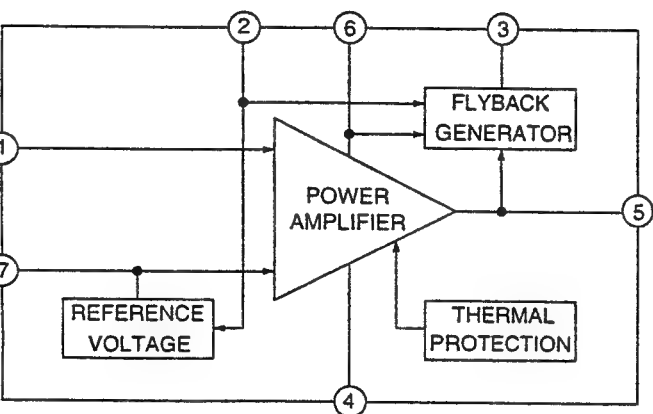 2
6
3
FLYBACK
GENERATOR
1
POWER
AMPLIFIER
5
7
REFERENCE
VOLTAGE
THERMAL
PROTECTION
4